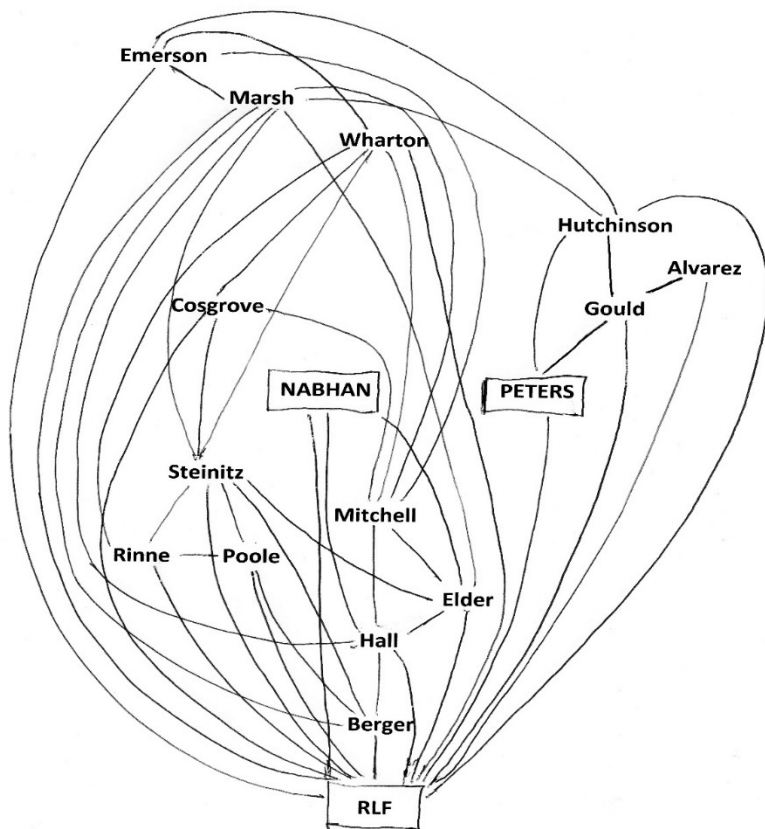 Emerson
Marsh
Wharton
Hutchinson
Alvarez
Cosgrove
Gould
NABHAN
PETERS
Steinitz
Mitchell
Rinne
Poole
Elder
Hall
Berger
RLF